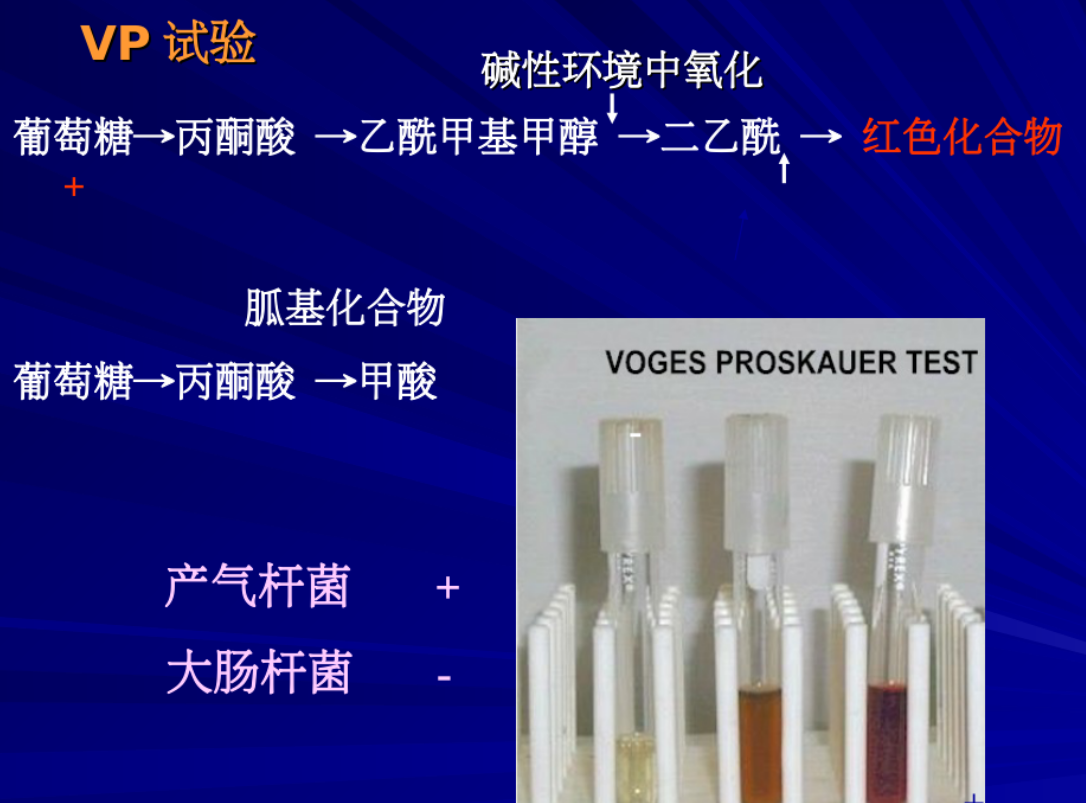 VP 试验
碱性环境中氧化
葡萄糖→丙酮酸 →乙酰甲基甲醇 →二乙酰 → 红色化合物
+
胍基化合物
葡萄糖→丙酮酸 →甲酸
VOGES PROSKAUER TEST
-
产气杆菌 +
大肠杆菌 -
+